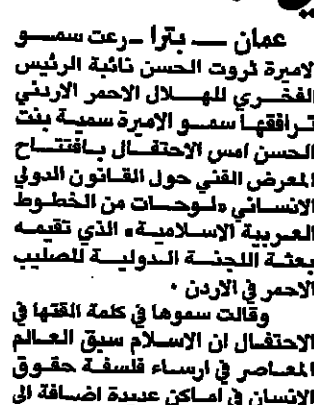 عمان — بترا - رعت سمو
الاميرة ثروت الحسن نائبة الرئيس
الفخري للهلال الاحمر الاردني
ترافقها سمو الاميرة سمية بنت
الحسن امس الاحتفال بافتتاح
المعرض الفني حول القانون الدولي
الانساني «لوحات من الخطوط
العربية الاسلامية» الذي تقيمه
بعثة اللجنة الدولية للصليب
الاحمر في الاردن .
وقالت سموها في كلمة القتها في
الاحتفال ان الاسلام سبق العالم
المعاصر في ارساء فلسفة حقوق
الانسان في اماكن عديدة اضافة الى